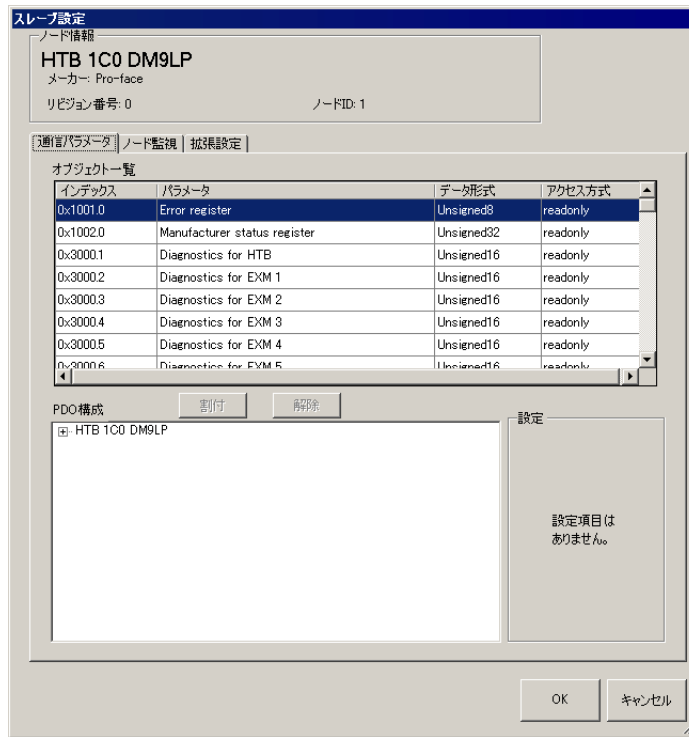 スレーブ設定
ノード情報
HTB 1C0 DM9LP
メーカー: Pro-face
リビジョン番号: 0 ノードID: 1
通信パラメータ ノード監視 拡張設定
オブジェクト一覧
インデックス パラメータ データ形式 アクセス方式
0x1001.0 Error register Unsigned8 readonly
0x1002.0 Manufacturer status register Unsigned32 readonly
0x3000.1 Diagnostics for HTB Unsigned16 readonly
0x3000.2 Diagnostics for EXM 1 Unsigned16 readonly
0x3000.3 Diagnostics for EXM 2 Unsigned16 readonly
0x3000.4 Diagnostics for EXM 3 Unsigned16 readonly
0x3000.5 Diagnostics for EXM 4 Unsigned16 readonly
0x3000.6 Diagnostics for EXM 5 Unsigned16 readonly
PDO構成 割付 解除
設定
HTB 1C0 DM9LP
設定項目は
ありません。
OK キャンセル